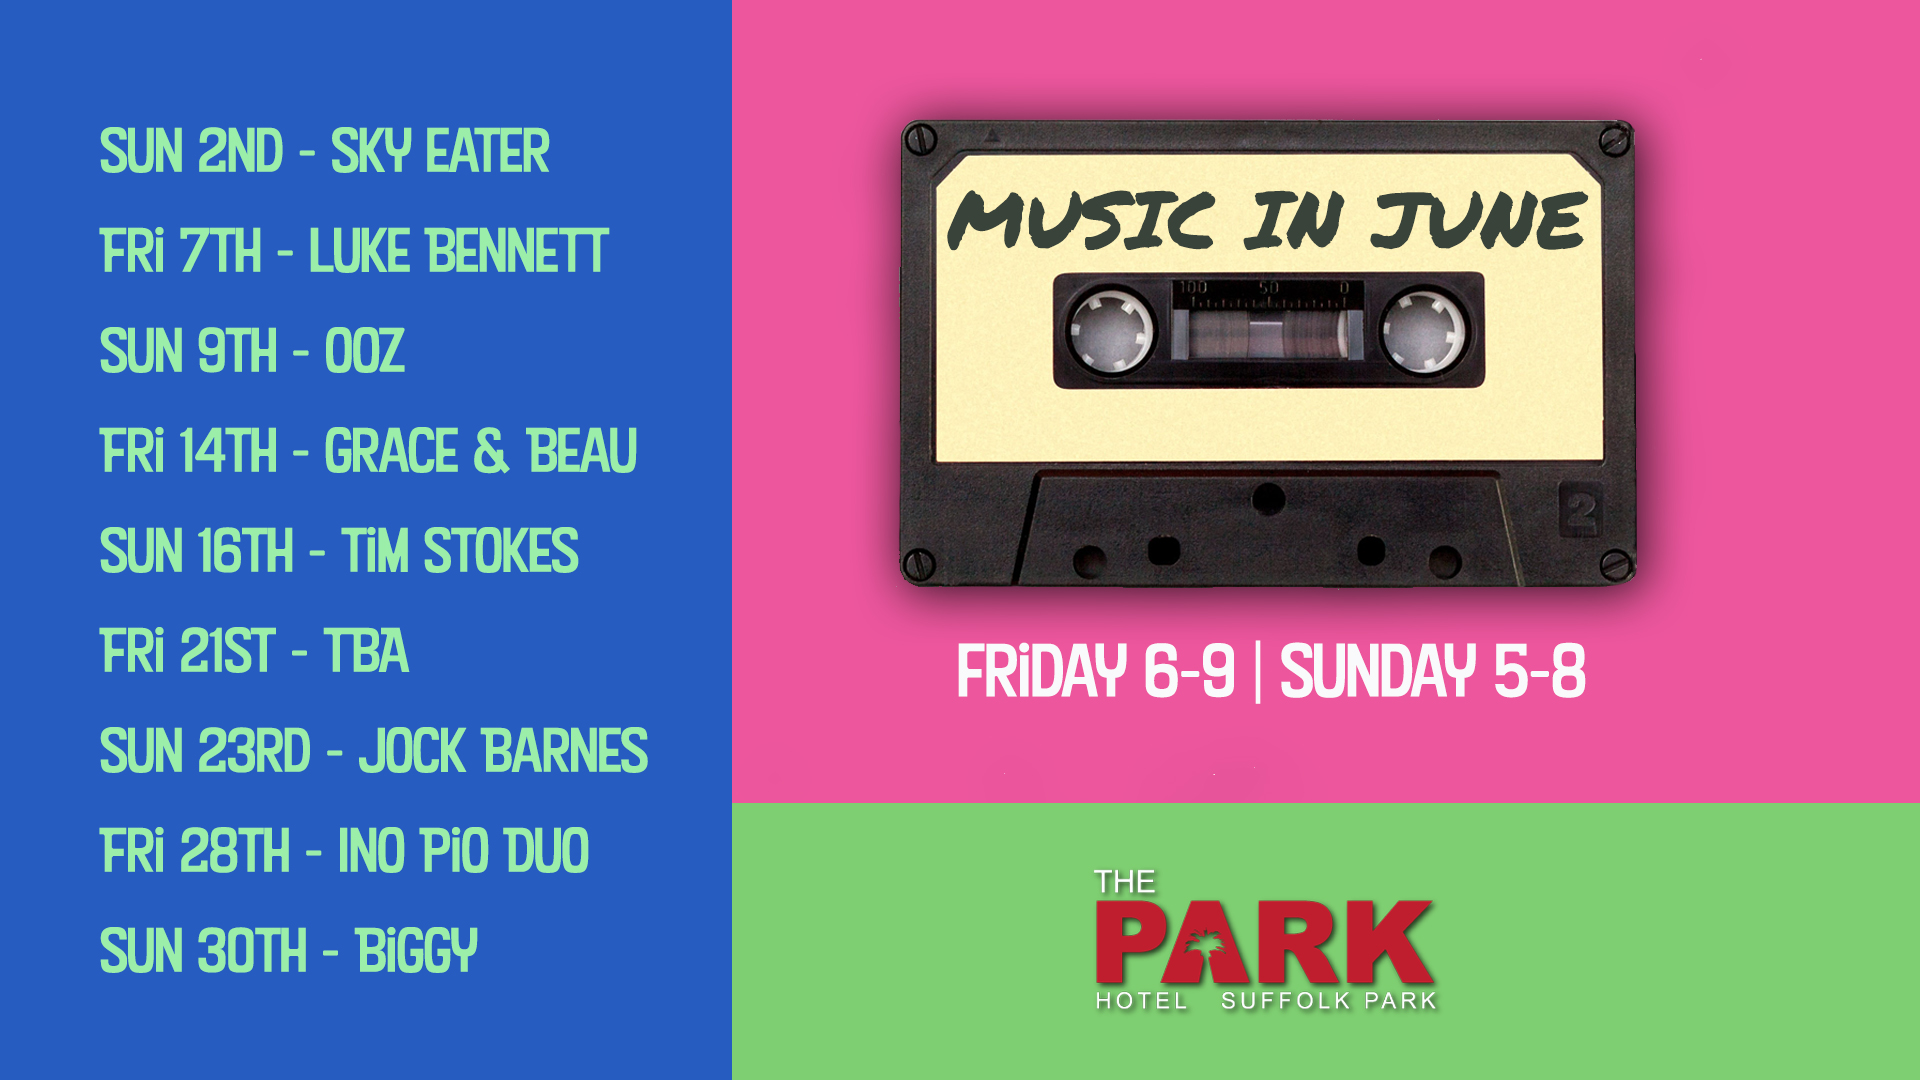 SUN 2ND - SKY EATER
FRi 7TH - LUKE BENNETT
SUN 9TH - OOZ
FRi 14TH - GRACE & BEAU
SUN 16TH - TiM STOKES
FRi 21ST - TBA
SUN 23RD - JOCK BARNES
FRi 28TH - INO PiO DUO
SUN 30TH - BiGGY
MUSIC IN JUNE
100 50 0
2
FRiDAY 6-9 | SUNDAY 5-8
THE
PARK
HOTEL SUFFOLK PARK